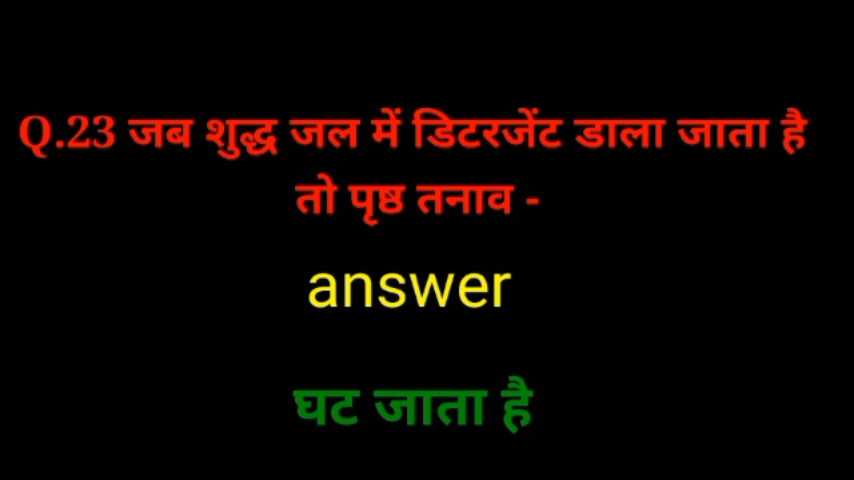 Q.23 जब शुद्ध जल में डिटरजेंट डाला जाता है
तो पृष्ठ तनाव -
answer
घट जाता है